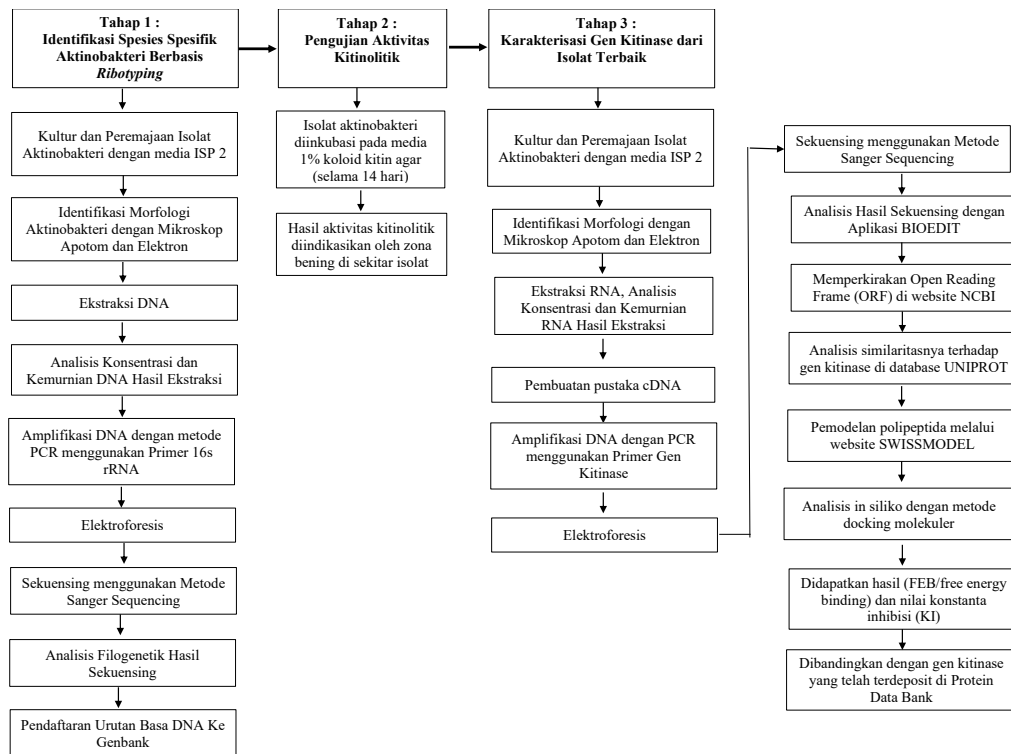 Tahap 1 :
Identifikasi Spesies Spesifik
Aktinobakteri Berbasis
Ribotyping
Kultur dan Peremajaan Isolat
Aktinobakteri dengan media ISP 2
Identifikasi Morfologi
Aktinobakteri dengan Mikroskop
Apotom dan Elektron
Ekstraksi DNA
Analisis Konsentrasi dan
Kemurnian DNA Hasil Ekstraksi
Amplifikasi DNA dengan metode
PCR menggunakan Primer 16s
rRNA
Elektroforesis
Sekuensing menggunakan Metode
Sanger Sequencing
Analisis Filogenetik Hasil
Sekuensing
Pendaftaran Urutan Basa DNA Ke
Genbank
Tahap 2 :
Pengujian Aktivitas
Kitinolitik
Isolat aktinobakteri
diinkubasi pada media
1% koloid kitin agar
(selama 14 hari)
Hasil aktivitas kitinolitik
diindikasikan oleh zona
bening di sekitar isolat
Tahap 3 :
Karakterisasi Gen Kitinase dari
Isolat Terbaik
Kultur dan Peremajaan Isolat
Aktinobakteri dengan media ISP 2
Identifikasi Morfologi dengan
Mikroskop Apotom dan Elektron
Ekstraksi RNA, Analisis
Konsentrasi dan Kemurnian
RNA Hasil Ekstraksi
Pembuatan pustaka cDNA
Amplifikasi DNA dengan PCR
menggunakan Primer Gen
Kitinase
Elektroforesis
Sekuensing menggunakan Metode
Sanger Sequencing
Analisis Hasil Sekuensing dengan
Aplikasi BIOEDIT
Memperkirakan Open Reading
Frame (ORF) di website NCBI
Analisis similaritasnya terhadap
gen kitinase di database UNIPROT
Pemodelan polipeptida melalui
website SWISSMODEL
Analisis in siliko dengan metode
docking molekuler
Didapatkan hasil (FEB/free energy
binding) dan nilai konstanta
inhibisi (KI)
Dibandingkan dengan gen kitinase
yang telah terdeposit di Protein
Data Bank